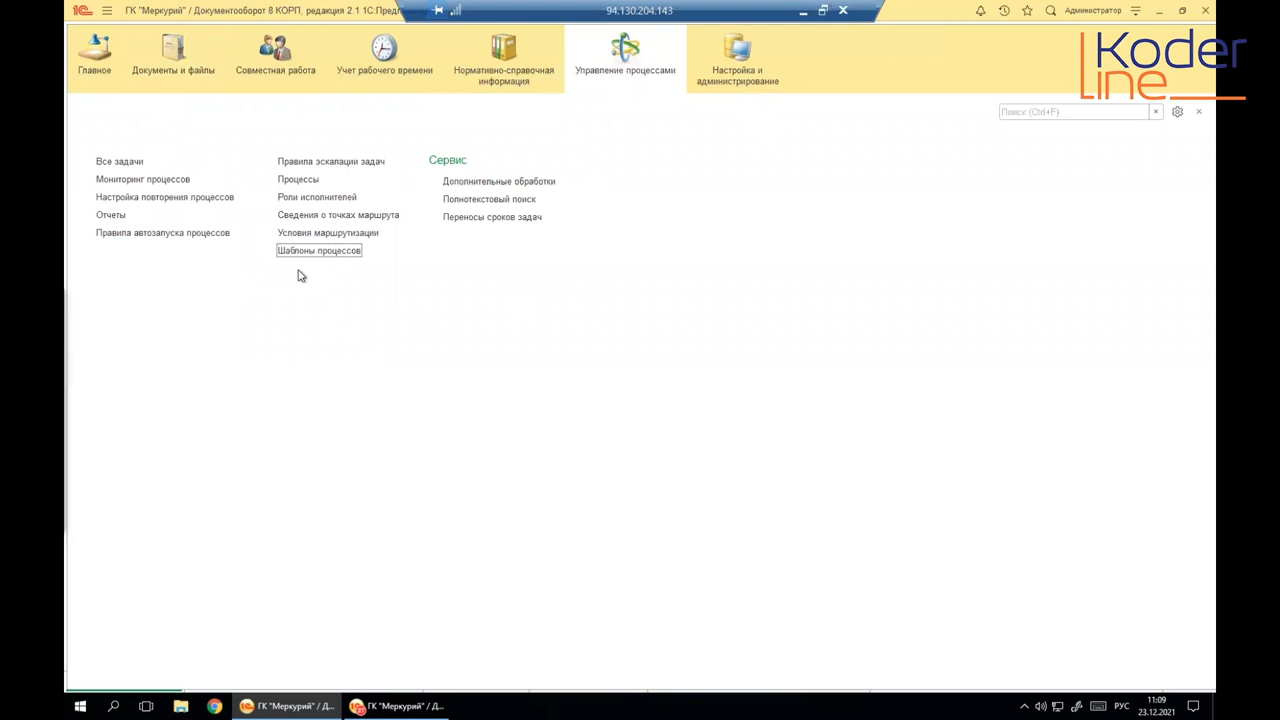 ГК "Меркурий" / Документооборот 8 КОРП, редакция 2.1 1С:Предп
94.130.204.143
Администратор
Koder
line
Главное
Документы и файлы
Совместная работа
Учет рабочего времени
Нормативно-справочная
информация
Управление процессами
Настройка и
администрирование
Поиск (Ctrl+F)
Все задачи
Мониторинг процессов
Настройка повторения процессов
Отчеты
Правила автозапуска процессов
Правила эскалации задач
Процессы
Роли исполнителей
Сведения о точках маршрута
Условия маршрутизации
Шаблоны процессов
Сервис
Дополнительные обработки
Полнотекстовый поиск
Переносы сроков задач
ГК "Меркурий" / Д...
ГК "Меркурий" / Д...
РУС
11:09
23.12.2021